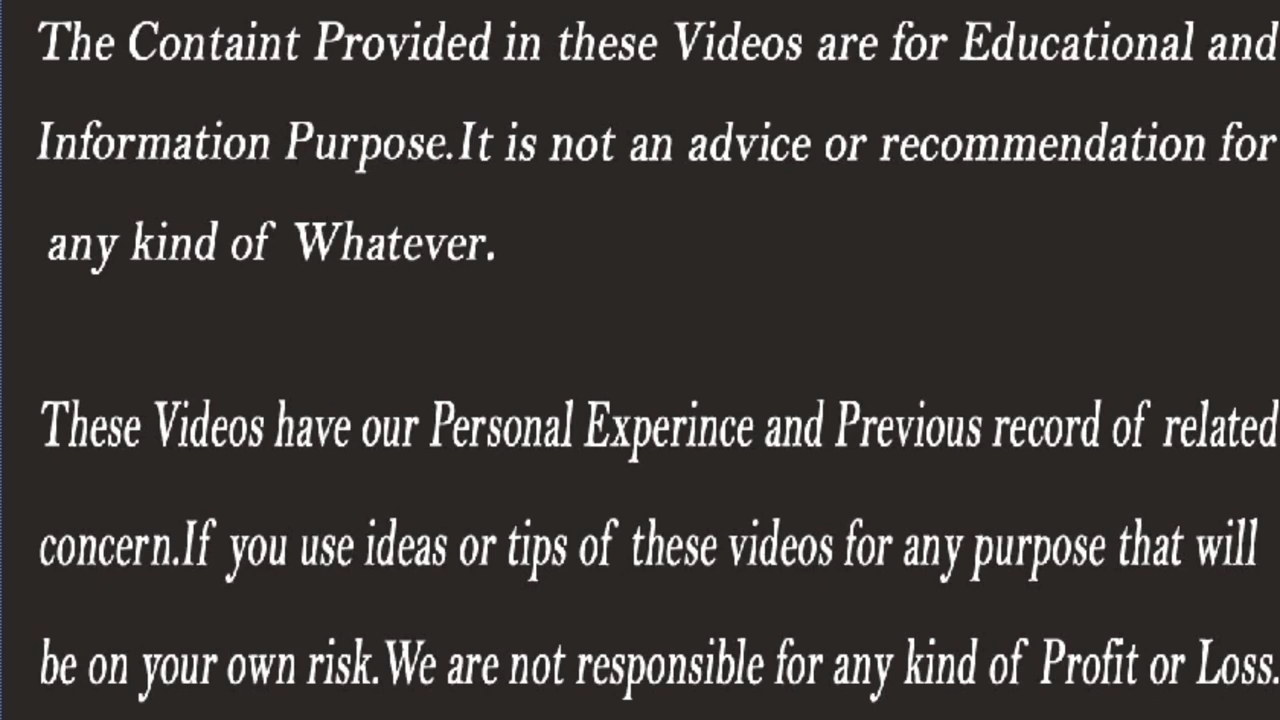 The Containt Provided in these Videos are for Educational and
Information Purpose.It is not an advice or recommendation for
any kind of Whatever.
These Videos have our Personal Experince and Previous record of related
concern.If you use ideas or tips of these videos for any purpose that will
be on your own risk.We are not responsible for any kind of Profit or Loss.